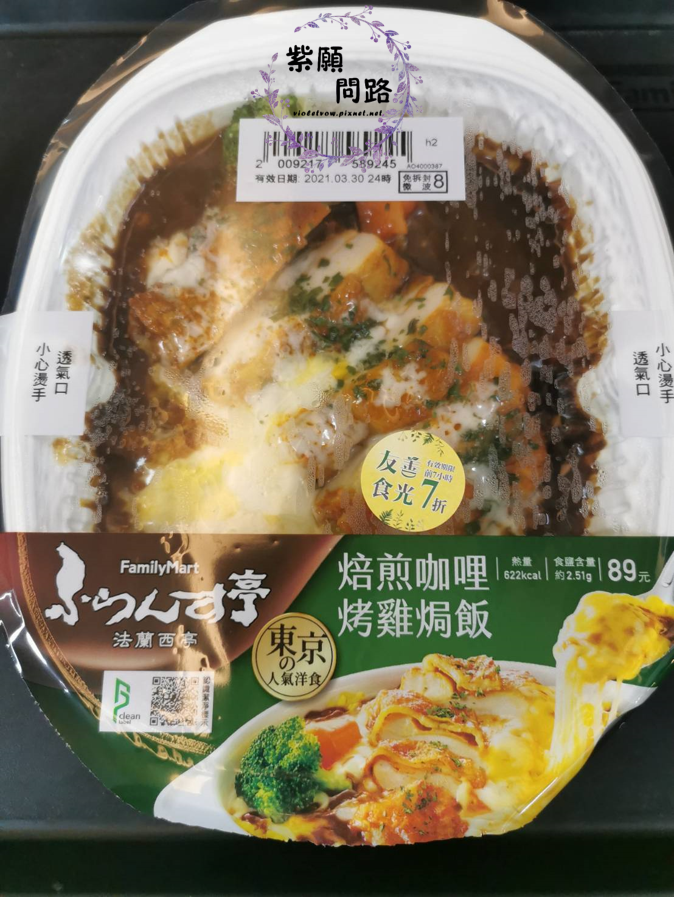 紫願
問路
violetvow.pixnet.net
h2
2 009217 589245
AO4000387
有效日期: 2021.03.30 24時
免拆封
微波 8
透氣口
小心燙手
透氣口
小心燙手
友善
食光
有效期限
前7小時
7折
FamilyMart
ふらんす亭
法蘭西亭
焙煎咖哩
烤雞焗飯
熱量
622kcal
食鹽含量
約2.51g
89元
東京
の
人氣洋食
clean
label